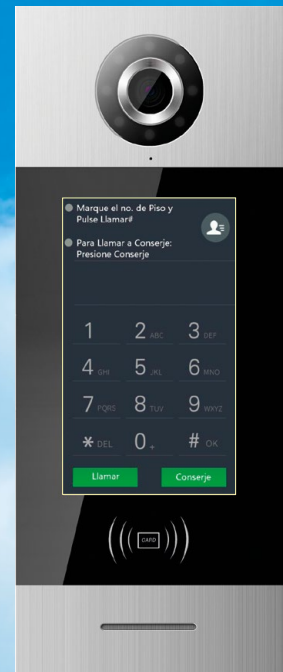 Marque el no. de Piso y
Pulse Llamar#
Para Llamar a Conserje:
Presione Conserje
1 2 ABC 3 DEF
4 GHI 5 JKL 6 MNO
7 PQRS 8 TUV 9 WXYZ
* DEL 0 + # OK
Llamar Conserje
CARD